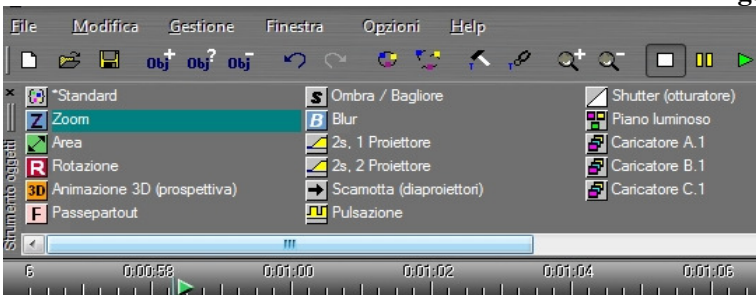 File Modifica Gestione Finestra Opzioni Help
Obj+ Obj? Obj-
*Standard Ombra / Bagliore Shutter (otturatore)
Zoom Blur Piano luminoso
Area 2s, 1 Proiettore Caricatore A.1
Rotazione 2s, 2 Proiettore Caricatore B.1
Animazione 3D (prospettiva) Scamotta (diaproiettori) Caricatore C.1
Passepartout Pulsazione
Strumento oggetti
6 0:00:58 0:01:00 0:01:02 0:01:04 0:01:06